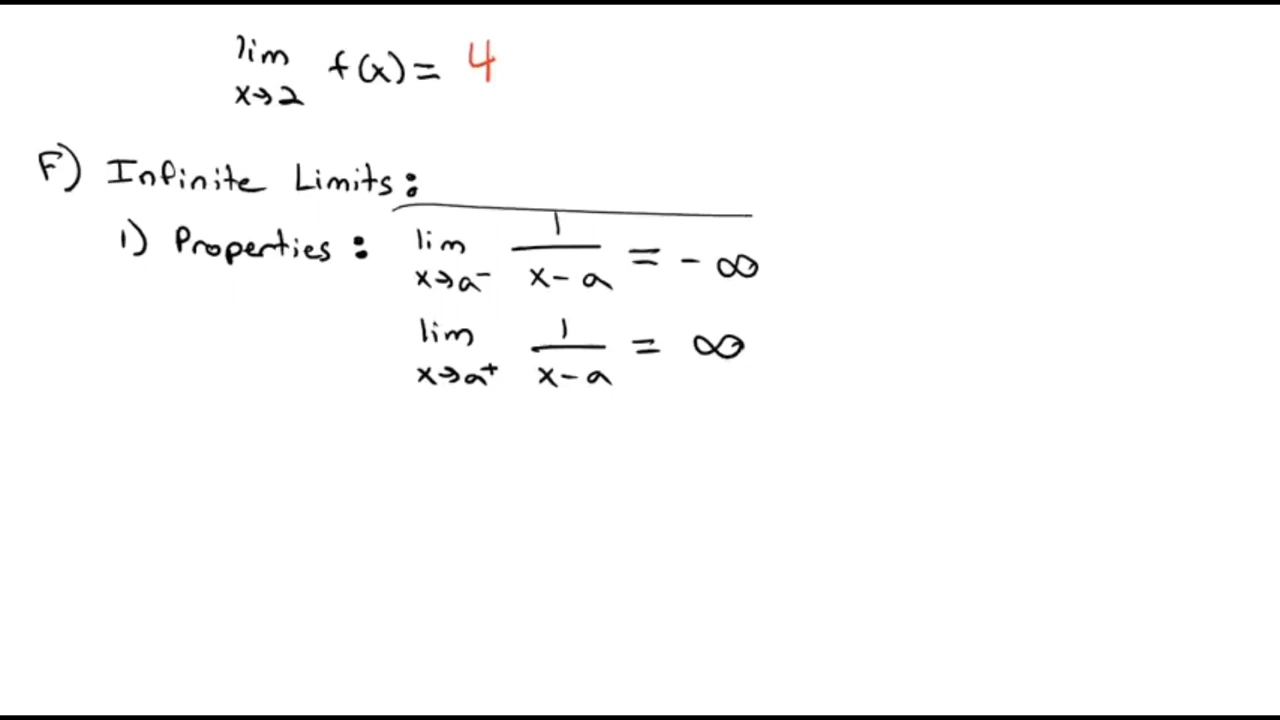 lim x→2 f(x) = 4
F) Infinite Limits:
1) Properties: lim x→a⁻ 1/(x-a) = -∞
lim x→a⁺ 1/(x-a) = ∞